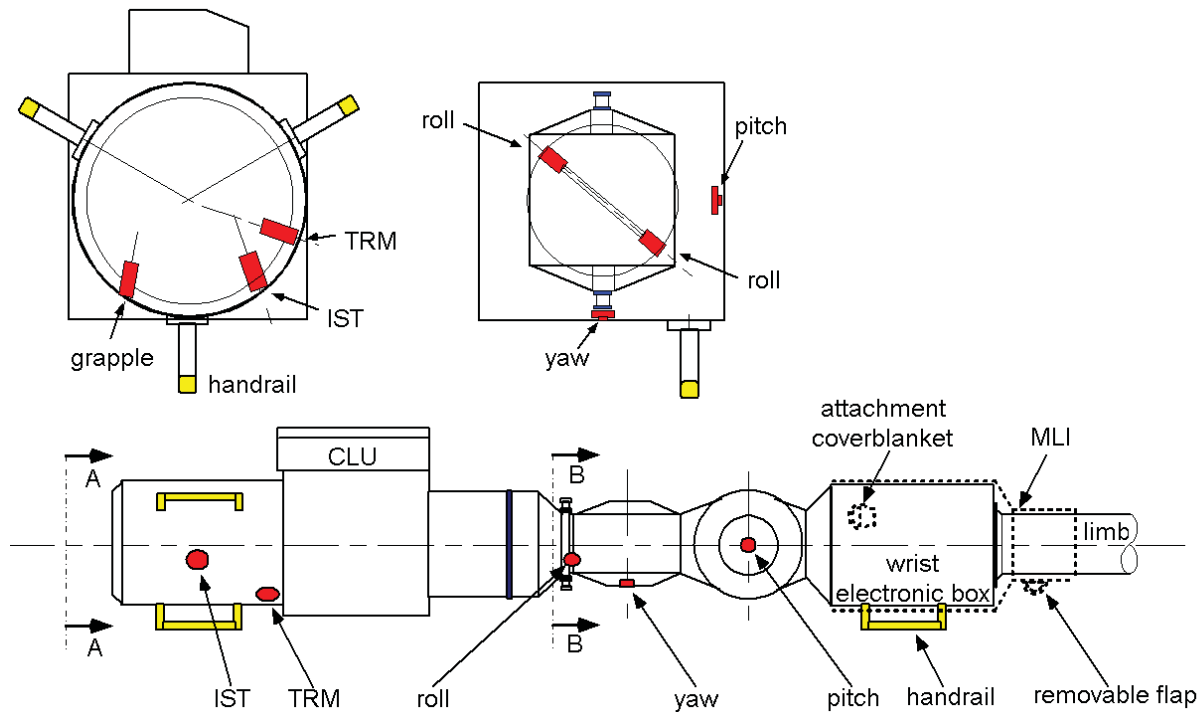 roll
pitch
TRM
roll
IST
yaw
grapple
handrail
attachment
coverblanket
MLI
A
CLU
B
limb
wrist
electronic box
A
B
IST
TRM
roll
yaw
pitch
handrail
removable flap